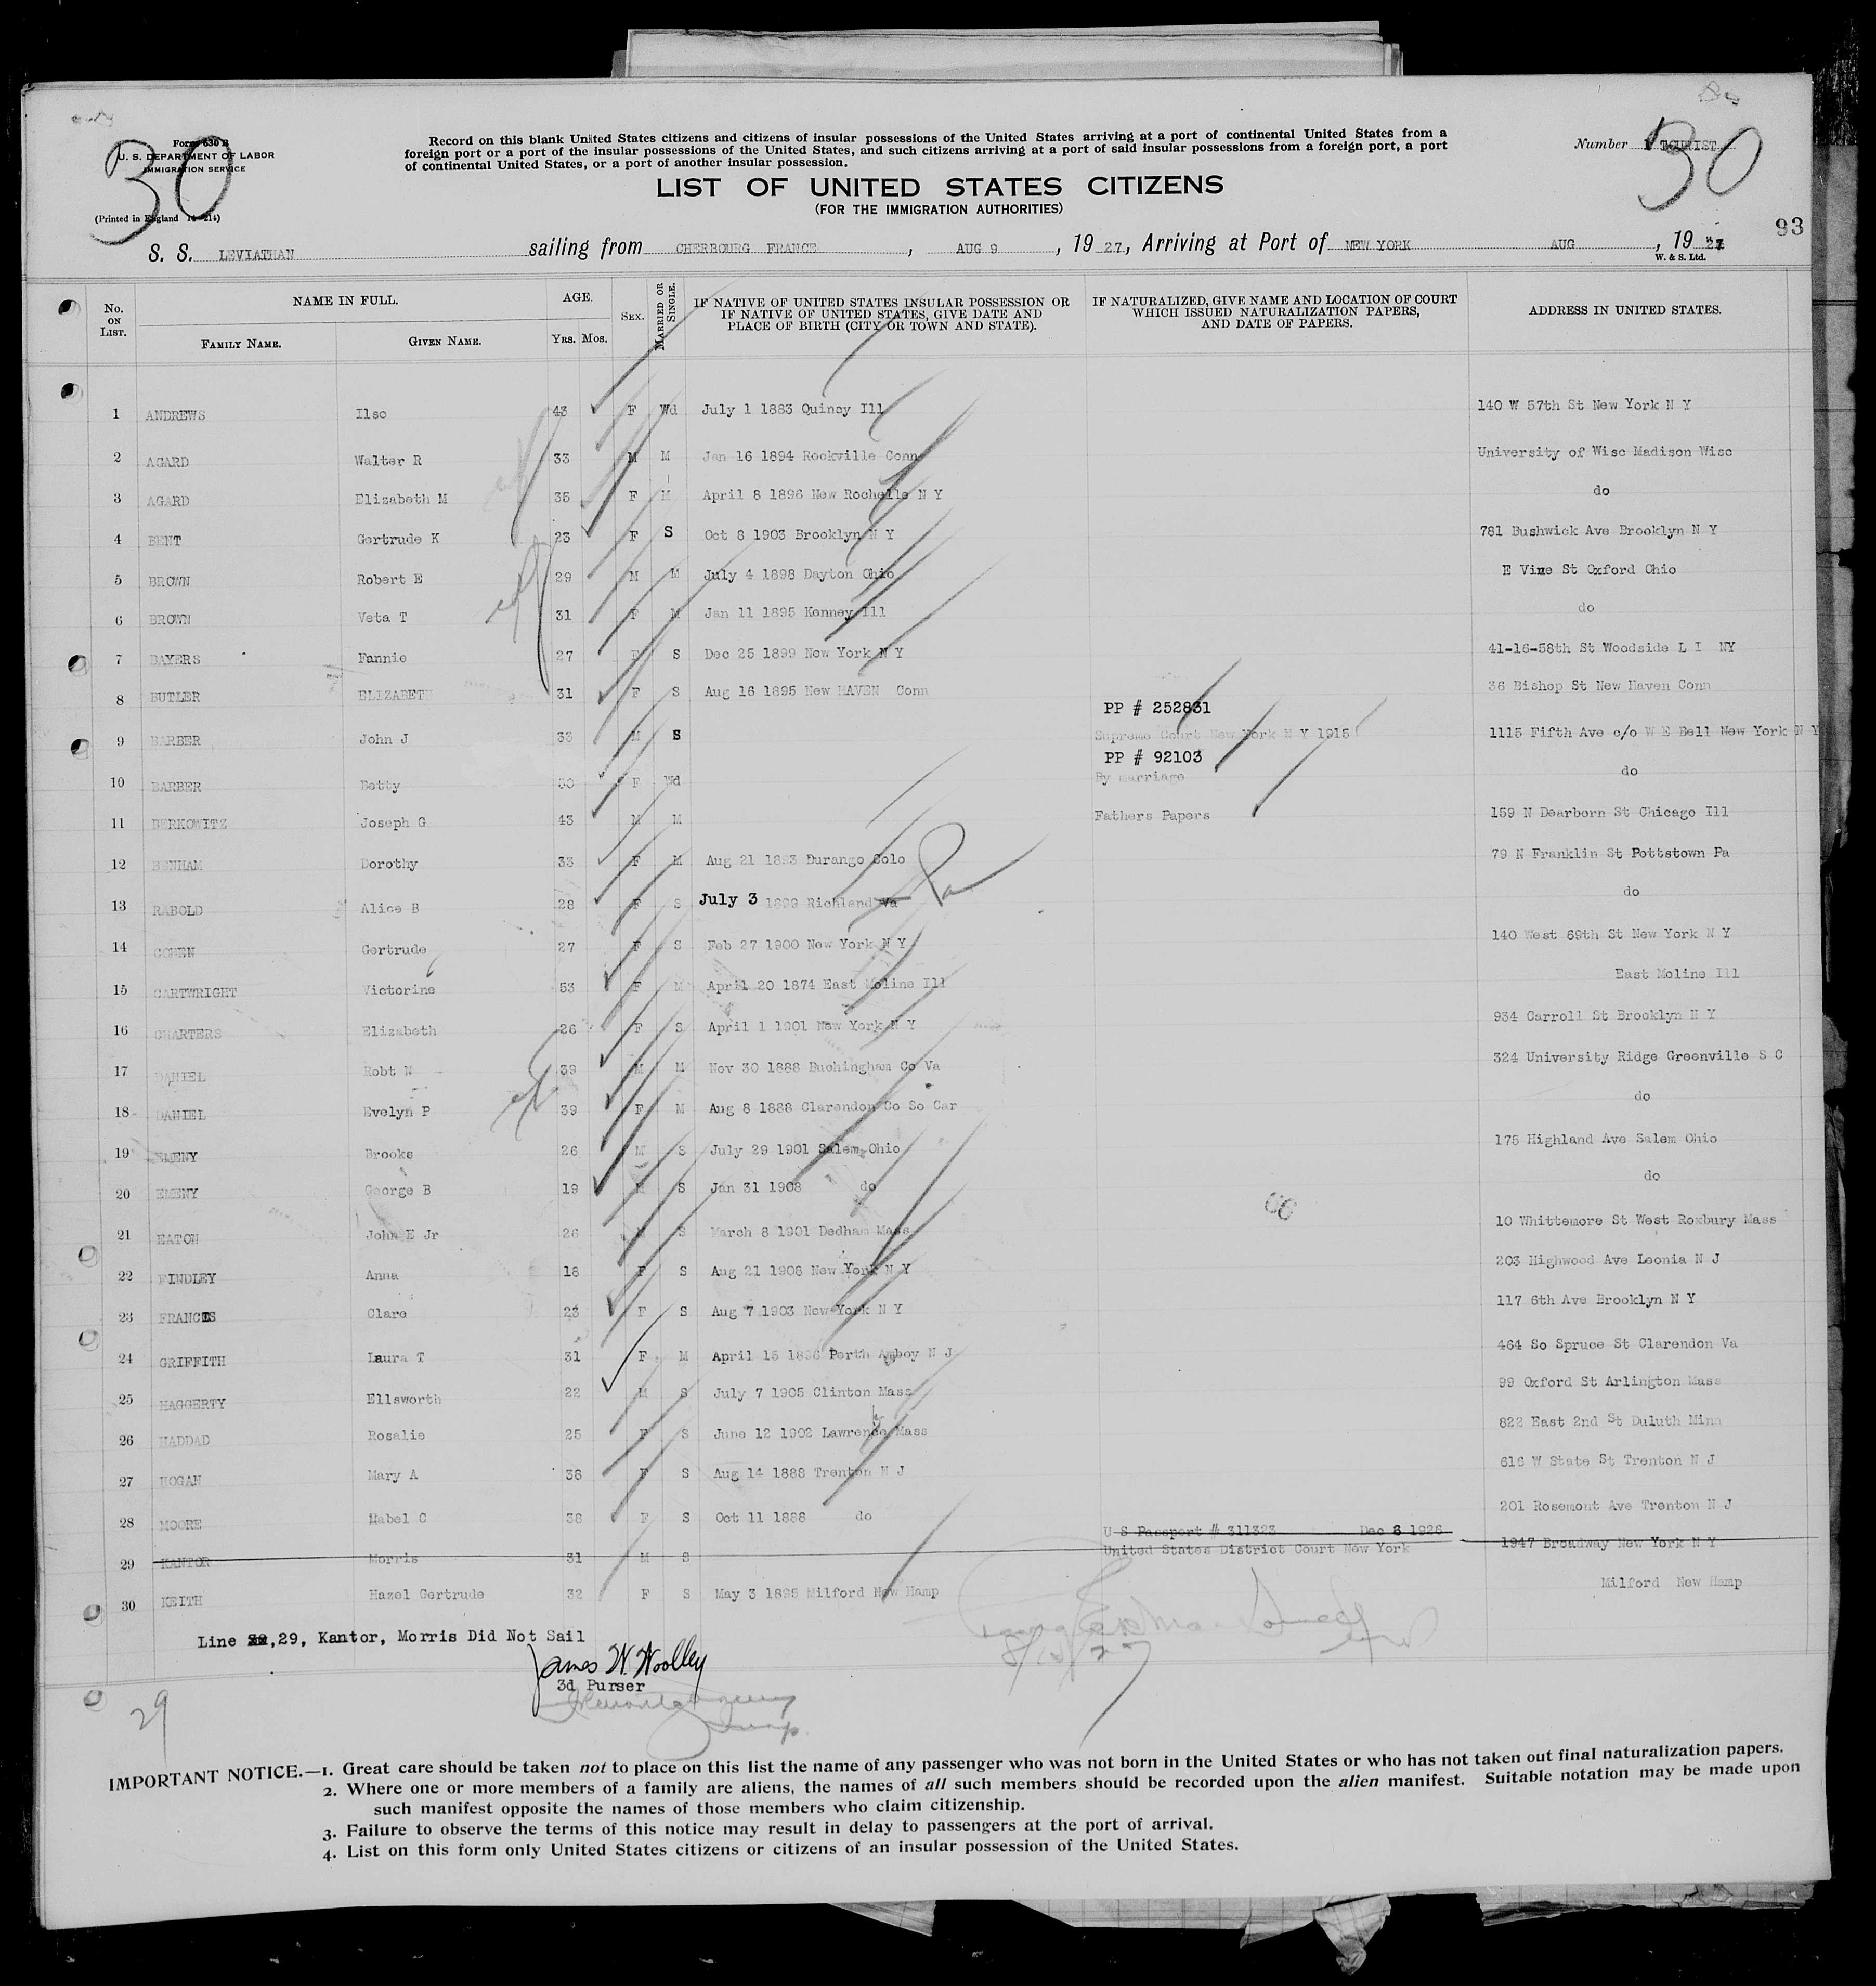 30
Form 630 B
U. S. DEPARTMENT OF LABOR
IMMIGRATION SERVICE
(Printed in England
Record on this blank United States citizens and citizens of insular possessions of the United States arriving at a port of continental United States from a
foreign port or a port of the insular possessions of the United States, and such citizens arriving at a port of said insular possessions from a foreign port, a port
of continental United States, or a port of another insular possession.
Number TOURIST
30
LIST OF UNITED STATES CITIZENS
(FOR THE IMMIGRATION AUTHORITIES)
93
S. S. LEVIATHAN sailing from CHERBOURG FRANCE, AUG 9, 1927, Arriving at Port of NEW YORK AUG, 1927
W. & S. Ltd.
No. ON LIST. NAME IN FULL. FAMILY NAME. GIVEN NAME. AGE. YRS. MOS. SEX. MARRIED OR SINGLE. IF NATIVE OF UNITED STATES INSULAR POSSESSION OR IF NATIVE OF UNITED STATES, GIVE DATE AND PLACE OF BIRTH (CITY OR TOWN AND STATE). IF NATURALIZED, GIVE NAME AND LOCATION OF COURT WHICH ISSUED NATURALIZATION PAPERS, AND DATE OF PAPERS. ADDRESS IN UNITED STATES.
1 ANDREWS Ilse 43 F Wd July 1 1883 Quincy Ill 140 W 57th St New York N Y
2 AGARD Walter R 33 M M Jan 16 1894 Rockville Conn University of Wisc Madison Wisc
3 AGARD Elizabeth M 35 F M April 8 1896 New Rochelle N Y do
4 BENT Gertrude K 23 F S Oct 8 1903 Brooklyn N Y 781 Bushwick Ave Brooklyn N Y
5 BROWN Robert E 29 M M July 4 1898 Dayton Ohio E Vine St Oxford Ohio
6 BROWN Veta T 31 F M Jan 11 1895 Kenney Ill do
7 BAYERS Fannie 27 F S Dec 25 1899 New York N Y 41-16-58th St Woodside L I NY
8 BUTLER ELIZABETH 31 F S Aug 16 1895 New HAVEN Conn 36 Bishop St New Haven Conn
PP # 252831
9 BARBER John J 33 M S Supreme Court New York N Y 1915 1115 Fifth Ave c/o W E Bell New York N Y
PP # 92103
10 BARBER Betty F Wd By marriage do
11 BERKOWITZ Joseph G 43 M M Fathers Papers 159 N Dearborn St Chicago Ill
12 BENHAM Dorothy 33 F M Aug 21 1893 Durango Colo 79 N Franklin St Pottstown Pa
13 RABOLD Alice B 28 F S July 3 1899 Richland Va Pa do
14 COHEN Gertrude 27 F S Feb 27 1900 New York N Y 140 West 69th St New York N Y
15 CARTWRIGHT Victorine 53 F M April 20 1874 East Moline Ill East Moline Ill
16 CHARTERS Elizabeth 26 F S April 1 1901 New York N Y 934 Carroll St Brooklyn N Y
17 DANIEL Robt N 39 M M Nov 30 1888 Buchingham Co Va 324 University Ridge Greenville S C
18 DANIEL Evelyn P 39 F M Aug 8 1888 Clarendon Co So Car do
19 EMENY Brooks 26 M S July 29 1901 Salem Ohio 175 Highland Ave Salem Ohio
20 EMENY George B 19 M S Jan 31 1908 do do
21 EATON John E Jr 26 M S March 8 1901 Dedham Mass 10 Whittemore St West Roxbury Mass
22 FINDLEY Anna 18 F S Aug 21 1908 New York N Y 203 Highwood Ave Leonia N J
23 FRANCIS Clare 23 F S Aug 7 1903 New York N Y 117 6th Ave Brooklyn N Y
24 GRIFFITH Laura T 31 F M April 15 1896 Perth Amboy N J 464 So Spruce St Clarendon Va
25 HAGGERTY Ellsworth 22 M S July 7 1905 Clinton Mass 99 Oxford St Arlington Mass
26 HADDAD Rosalie 25 F S June 12 1902 Lawrence Mass 822 East 2nd St Duluth Minn
27 HOGAN Mary A 38 F S Aug 14 1888 Trenton N J 616 W State St Trenton N J
28 MOORE Mabel C 38 F S Oct 11 1888 do 201 Rosemont Ave Trenton N J
U S Passport # 311323 Dec 8 1926
29 KANTOR Morris 31 M S United States District Court New York 1947 Broadway New York N Y
30 KEITH Hazel Gertrude 32 F S May 3 1895 Milford New Hamp Milford New Hamp
Line 29, Kantor, Morris Did Not Sail
James W. Woolley
3d Purser
29
IMPORTANT NOTICE.—1. Great care should be taken not to place on this list the name of any passenger who was not born in the United States or who has not taken out final naturalization papers.
2. Where one or more members of a family are aliens, the names of all such members should be recorded upon the alien manifest. Suitable notation may be made upon
such manifest opposite the names of those members who claim citizenship.
3. Failure to observe the terms of this notice may result in delay to passengers at the port of arrival.
4. List on this form only United States citizens or citizens of an insular possession of the United States.